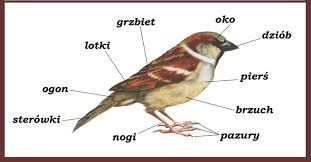 oko
grzbiet
dziób
lotki
pierś
ogon
brzuch
sterówki
nogi
pazury